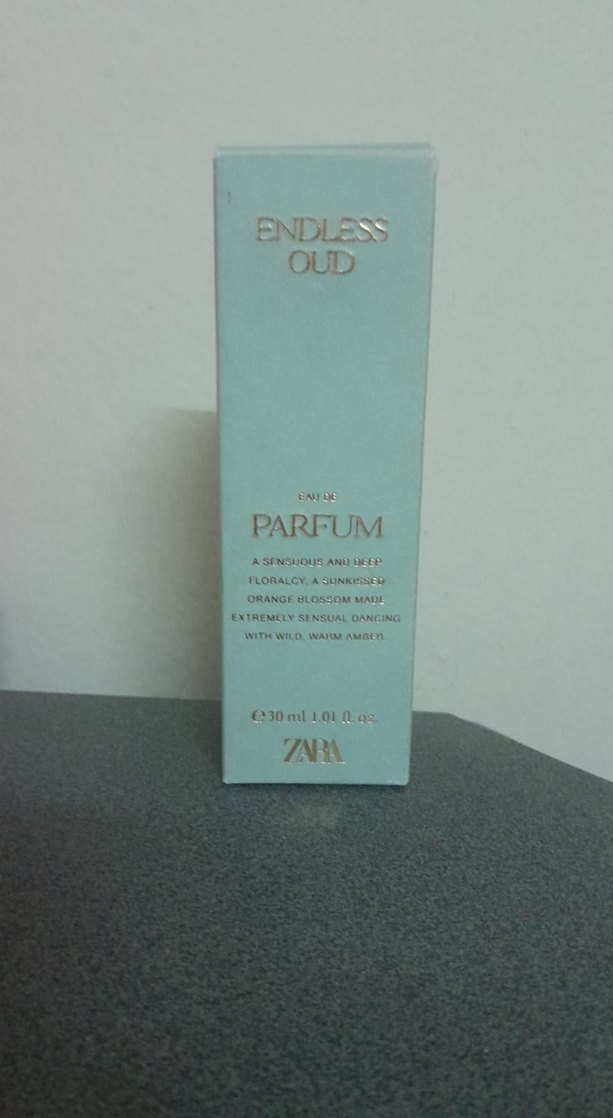 ENDLESS
OUD
EAU DE
PARFUM
A SENSUOUS AND DEEP
FLORALCY, A SUNKISSED
ORANGE BLOSSOM MADE
EXTREMELY SENSUAL DANCING
WITH WILD, WARM AMBER.
℮ 30 ml 1.01 fl. oz.
ZARA